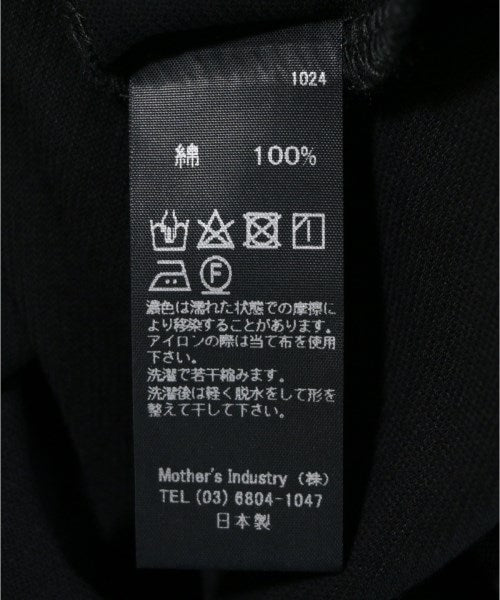 1024
綿 100%
F
濃色は濡れた状態での摩擦に
より移染することがあります。
アイロンの際は当て布を使用
下さい。
洗濯で若干縮みます。
洗濯後は軽く脱水をして形を
整えて干して下さい。
Mother's Industry (株)
TEL (03) 6804-1047
日本製